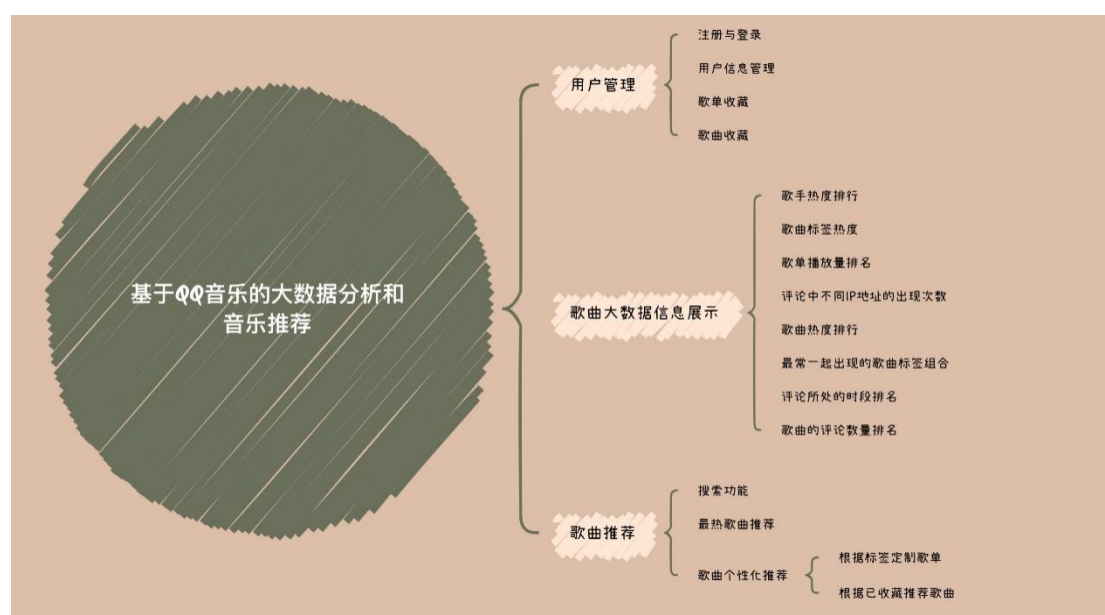 基于QQ音乐的大数据分析和
音乐推荐
用户管理
注册与登录
用户信息管理
歌单收藏
歌曲收藏
歌曲大数据信息展示
歌手热度排行
歌曲标签热度
歌单播放量排名
评论中不同IP地址的出现次数
歌曲热度排行
最常一起出现的歌曲标签组合
评论所处的时段排名
歌曲的评论数量排名
歌曲推荐
搜索功能
最热歌曲推荐
歌曲个性化推荐
根据标签定制歌单
根据已收藏推荐歌曲